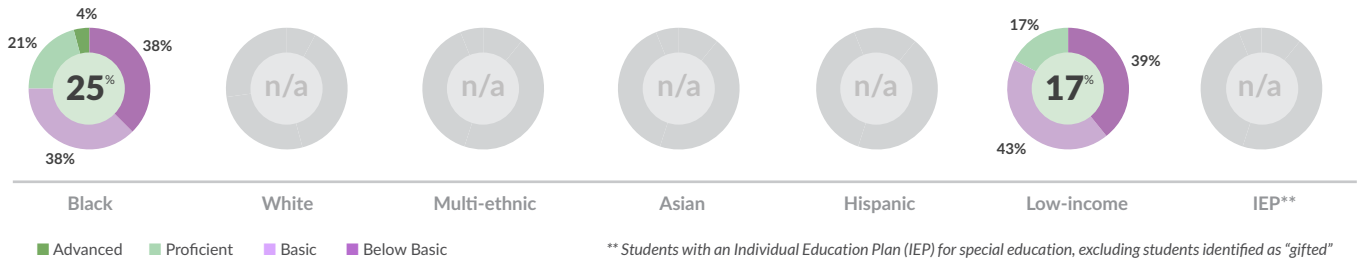 4%
21%
38%
25%
38%
n/a
n/a
n/a
n/a
17%
39%
17%
43%
n/a
Black
White
Multi-ethnic
Asian
Hispanic
Low-income
IEP**
Advanced
Proficient
Basic
Below Basic
** Students with an Individual Education Plan (IEP) for special education, excluding students identified as “gifted”